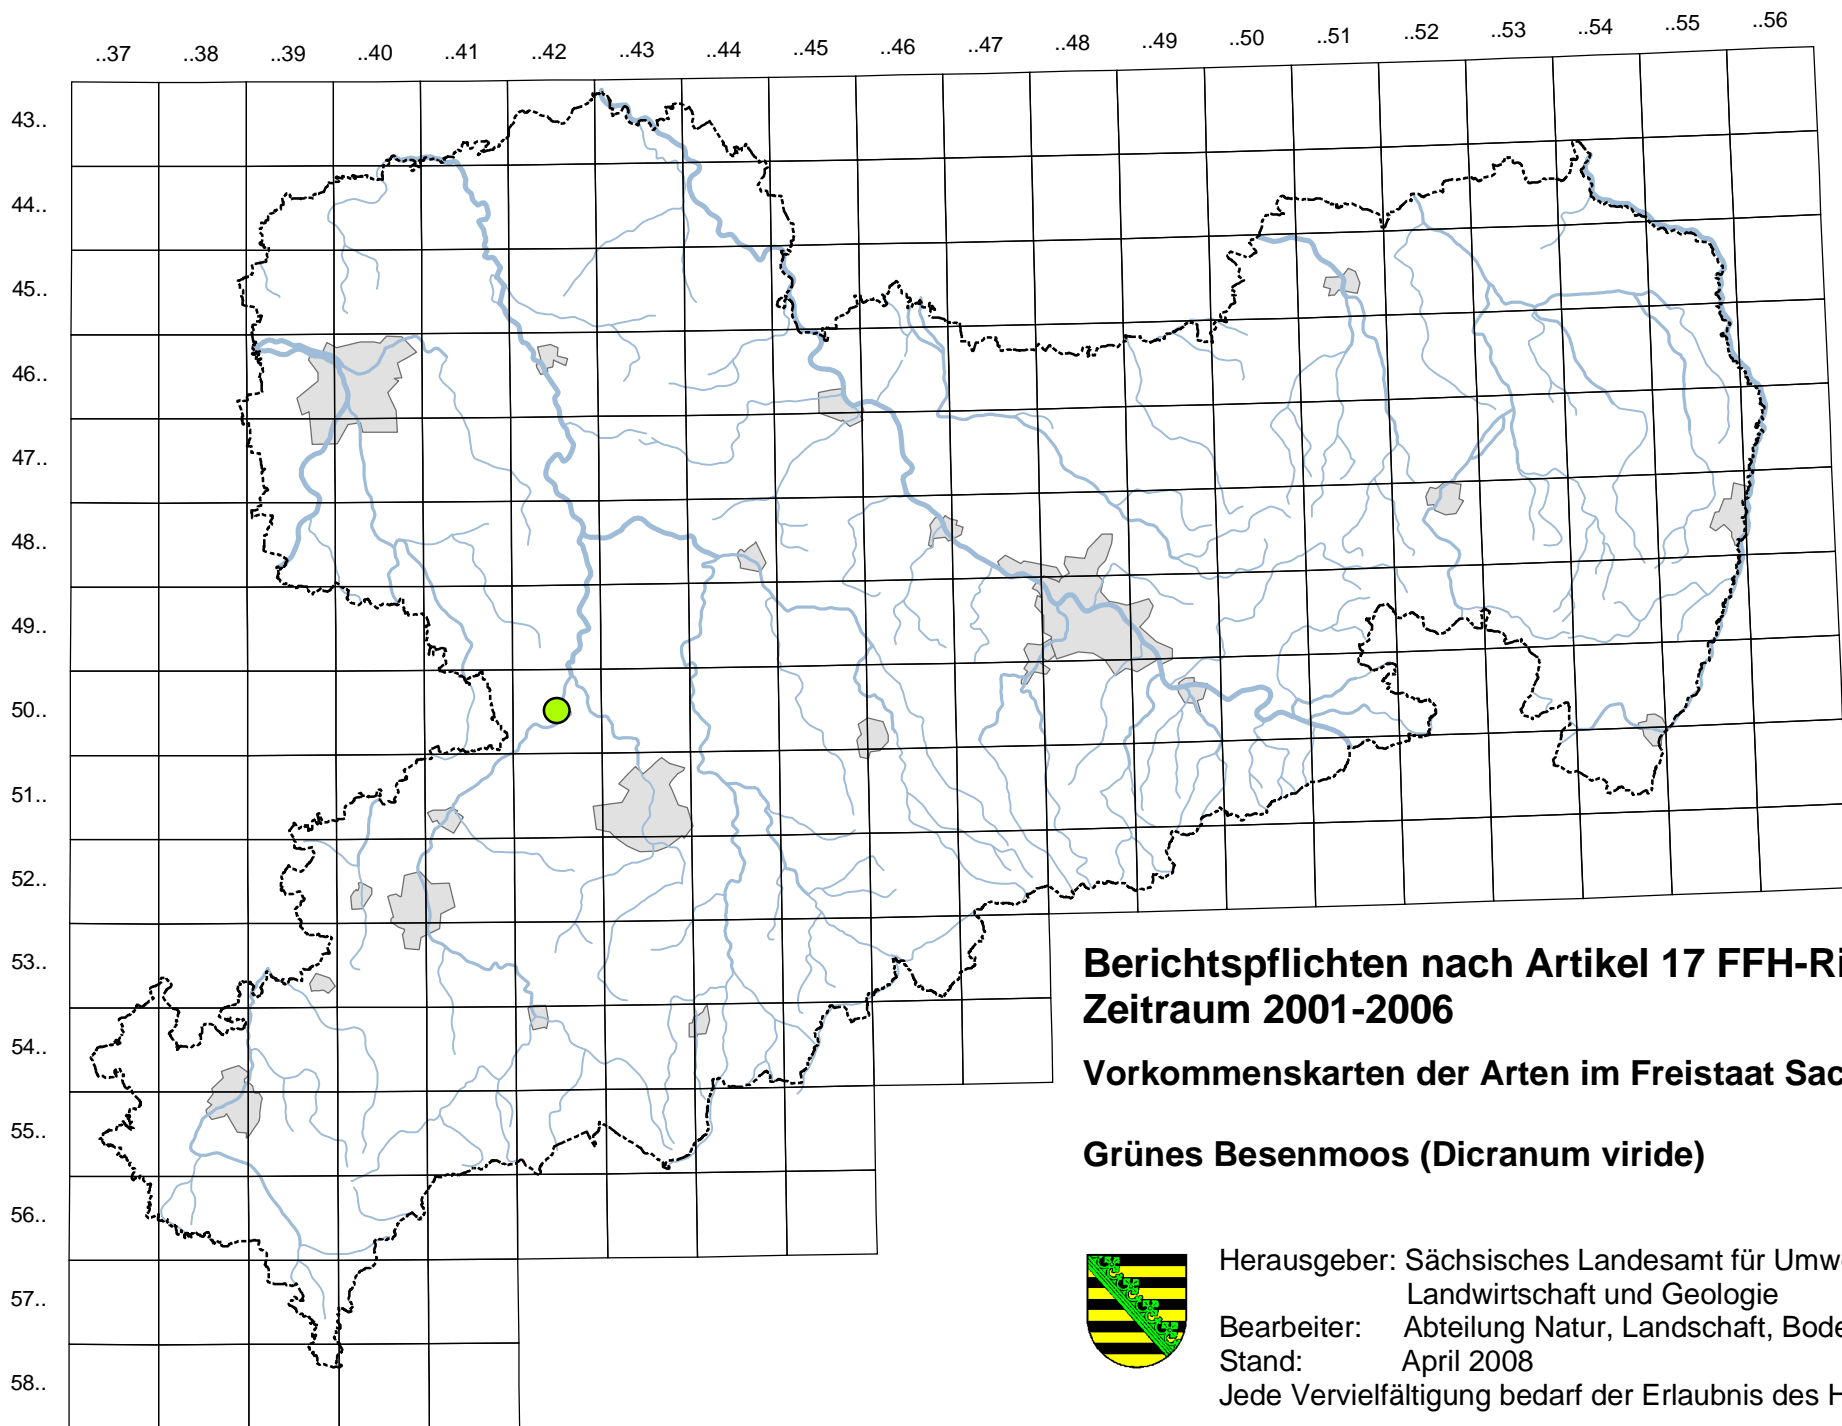 ..37 ..38 ..39 ..40 ..41 ..42 ..43 ..44 ..45 ..46 ..47 ..48 ..49 ..50 ..51 ..52 ..53 ..54 ..55 ..56
43..
44..
45..
46..
47..
48..
49..
50..
51..
52..
53..
54..
55..
56..
57..
58..
Berichtspflichten nach Artikel 17 FFH-Ri
Zeitraum 2001-2006
Vorkommenskarten der Arten im Freistaat Sac
Grünes Besenmoos (Dicranum viride)
Herausgeber: Sächsisches Landesamt für Umwe
Landwirtschaft und Geologie
Bearbeiter: Abteilung Natur, Landschaft, Bode
Stand: April 2008
Jede Vervielfältigung bedarf der Erlaubnis des H